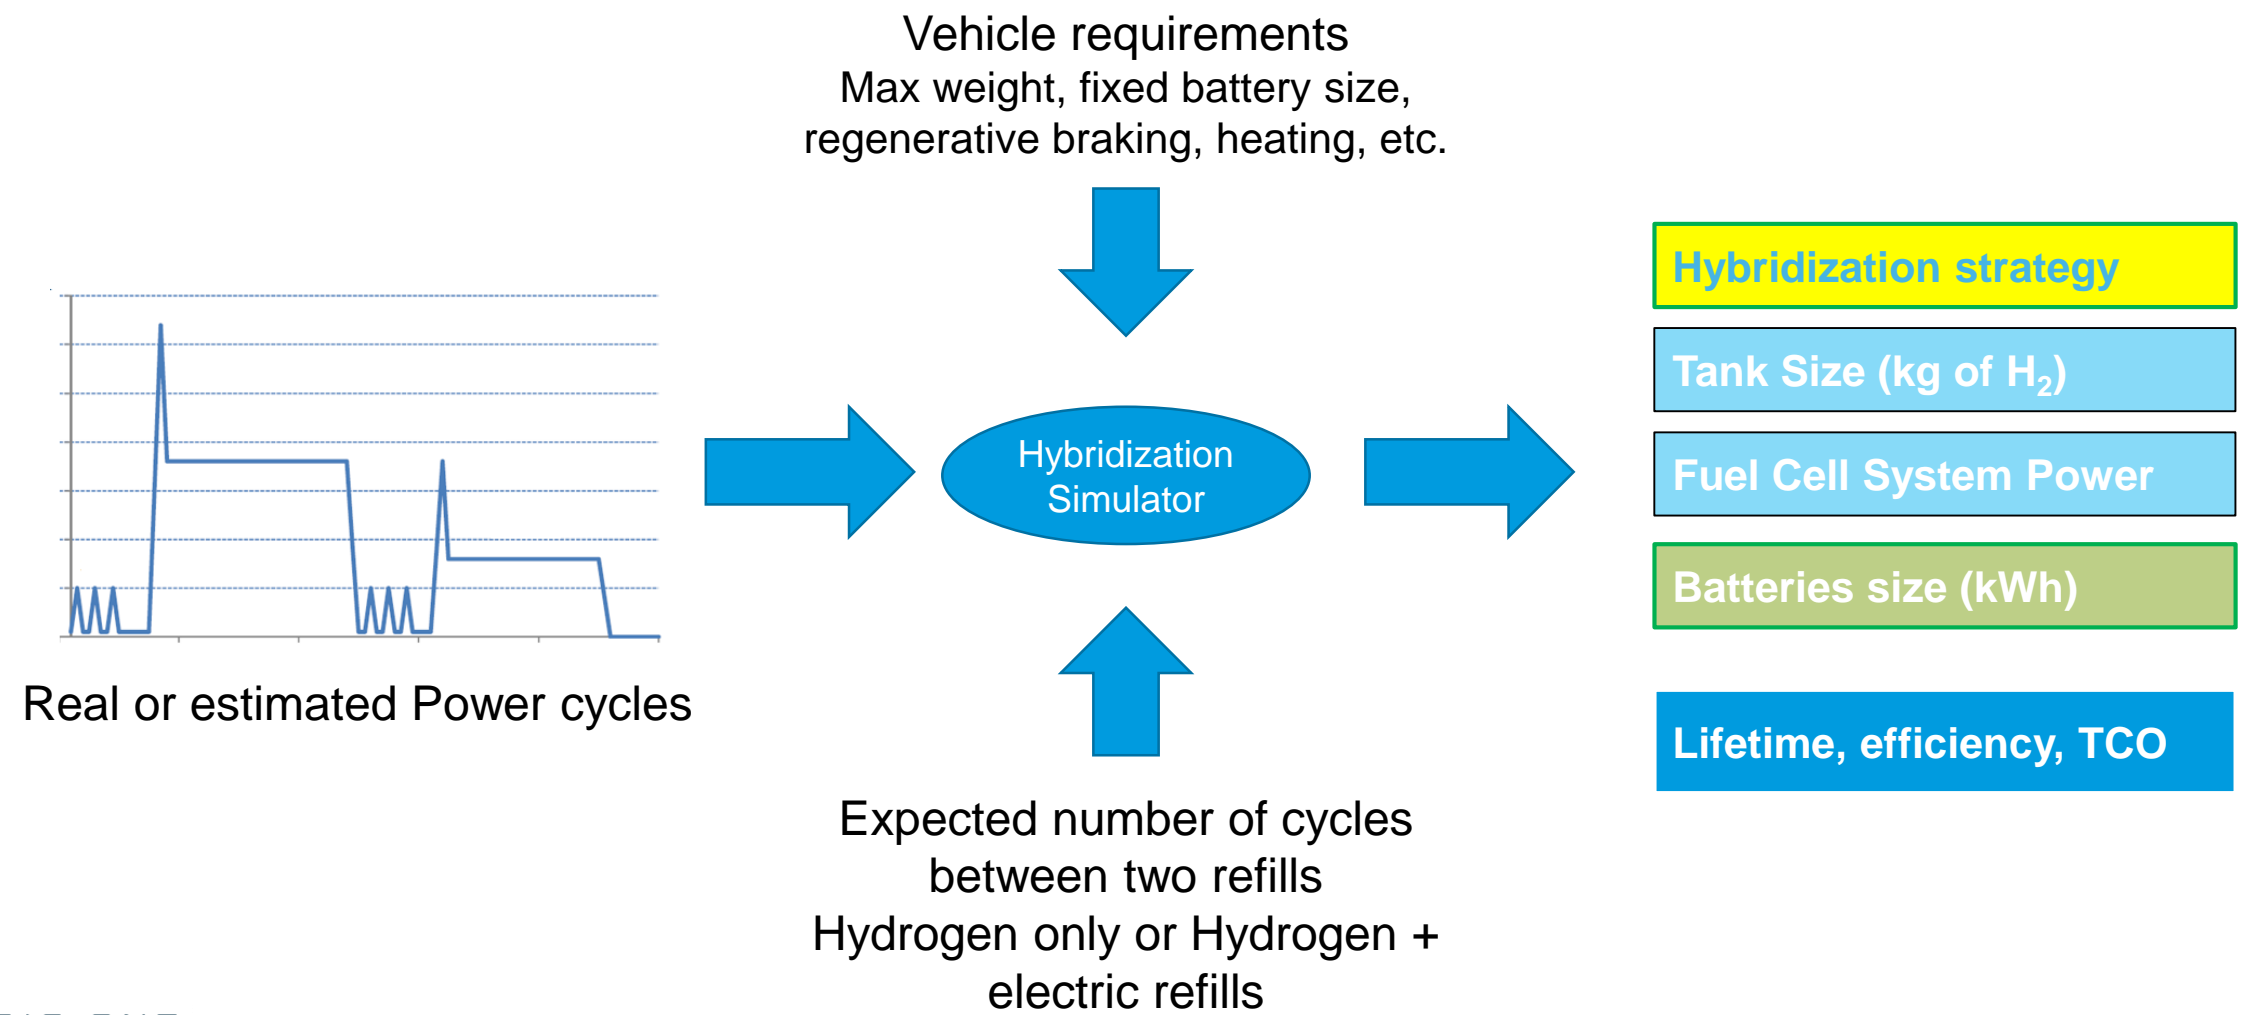 Vehicle requirements
Max weight, fixed battery size,
regenerative braking, heating, etc.
Real or estimated Power cycles
Hybridization
Simulator
Expected number of cycles
between two refills
Hydrogen only or Hydrogen +
electric refills
Hybridization strategy
Tank Size (kg of H₂)
Fuel Cell System Power
Batteries size (kWh)
Lifetime, efficiency, TCO